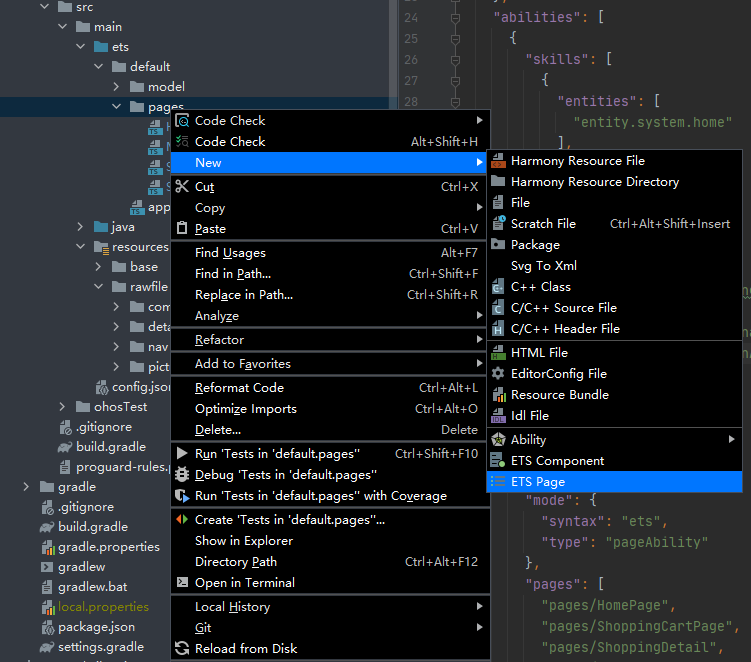 src
main
ets
default
model
pages
app
java
resources
base
rawfile
com
deta
nav
pict
config.json
ohosTest
.gitignore
build.gradle
proguard-rules.p
gradle
.gitignore
build.gradle
gradle.properties
gradlew
gradlew.bat
local.properties
package.json
settings.gradle
Code Check
Code Check Alt+Shift+H
New
Cut Ctrl+X
Copy
Paste Ctrl+V
Find Usages Alt+F7
Find in Path... Ctrl+Shift+F
Replace in Path... Ctrl+Shift+R
Analyze
Refactor
Add to Favorites
Reformat Code Ctrl+Alt+L
Optimize Imports Ctrl+Alt+O
Delete... Delete
Run 'Tests in 'default.pages'' Ctrl+Shift+F10
Debug 'Tests in 'default.pages''
Run 'Tests in 'default.pages'' with Coverage
Create 'Tests in 'default.pages''...
Show in Explorer
Directory Path Ctrl+Alt+F12
Open in Terminal
Local History
Git
Reload from Disk
Harmony Resource File
Harmony Resource Directory
File
Scratch File Ctrl+Alt+Shift+Insert
Package
Svg To Xml
C++ Class
C/C++ Source File
C/C++ Header File
HTML File
EditorConfig File
Resource Bundle
Idl File
Ability
ETS Component
ETS Page
24 "abilities": [
25 {
26 "skills": [
27 {
28 "entities": [
"entity.system.home"
],
"mode": {
"syntax": "ets",
"type": "pageAbility"
},
"pages": [
"pages/HomePage",
"pages/ShoppingCartPage",
"pages/ShoppingDetail",